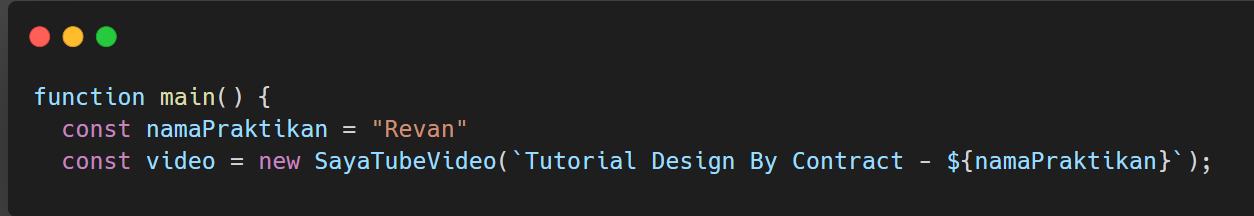 function main() {
  const namaPraktikan = "Revan"
  const video = new SayaTubeVideo(`Tutorial Design By Contract - ${namaPraktikan}`);